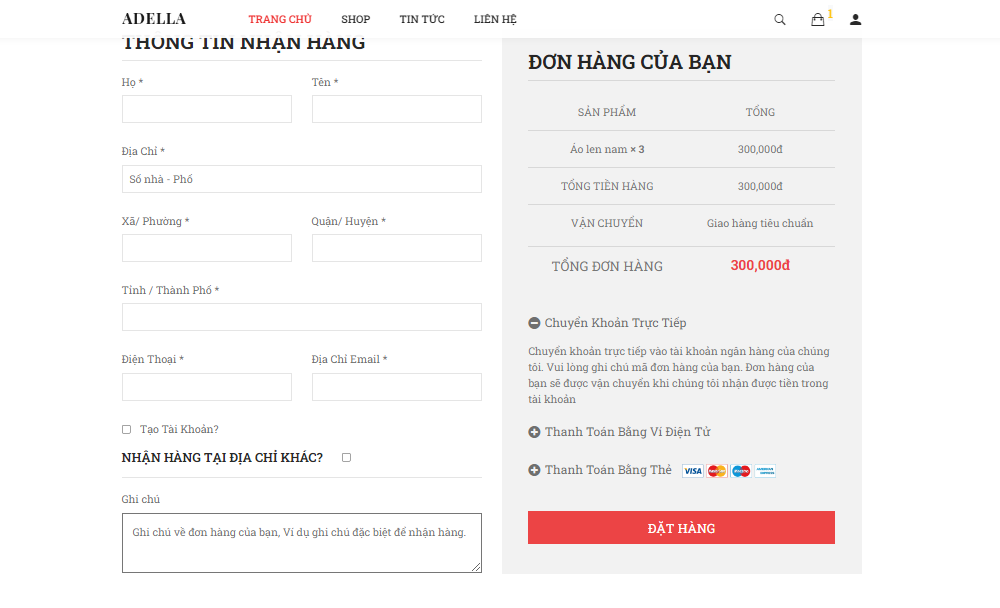 ADELLA TRANG CHỦ SHOP TIN TỨC LIÊN HỆ 1
THÔNG TIN NHẬN HÀNG
Họ * Tên *
Địa Chỉ *
Số nhà - Phố
Xã/ Phường * Quận/ Huyện *
Tỉnh / Thành Phố *
Điện Thoại * Địa Chỉ Email *
Tạo Tài Khoản?
NHẬN HÀNG TẠI ĐỊA CHỈ KHÁC?
Ghi chú
Ghi chú về đơn hàng của bạn, Ví dụ ghi chú đặc biệt để nhận hàng.
ĐƠN HÀNG CỦA BẠN
SẢN PHẨM TỔNG
Áo len nam × 3 300,000đ
TỔNG TIỀN HÀNG 300,000đ
VẬN CHUYỂN Giao hàng tiêu chuẩn
TỔNG ĐƠN HÀNG 300,000đ
Chuyển Khoản Trực Tiếp
Chuyển khoản trực tiếp vào tài khoản ngân hàng của chúng
tôi. Vui lòng ghi chú mã đơn hàng của bạn. Đơn hàng của
bạn sẽ được vận chuyển khi chúng tôi nhận được tiền trong
tài khoản
Thanh Toán Bằng Ví Điện Tử
Thanh Toán Bằng Thẻ VISA
ĐẶT HÀNG